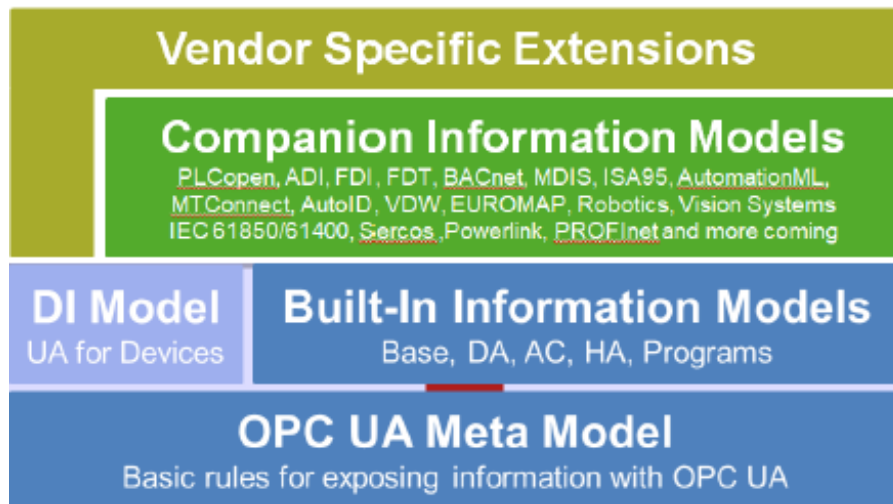 Vendor Specific Extensions
Companion Information Models
PLCopen, ADI, FDI, FDT, BACnet, MDIS, ISA95, AutomationML,
MTConnect, AutoID, VDW, EUROMAP, Robotics, Vision Systems
IEC 61850/61400, Sercos ,Powerlink, PROFInet and more coming
DI Model
UA for Devices
Built-In Information Models
Base, DA, AC, HA, Programs
OPC UA Meta Model
Basic rules for exposing information with OPC UA